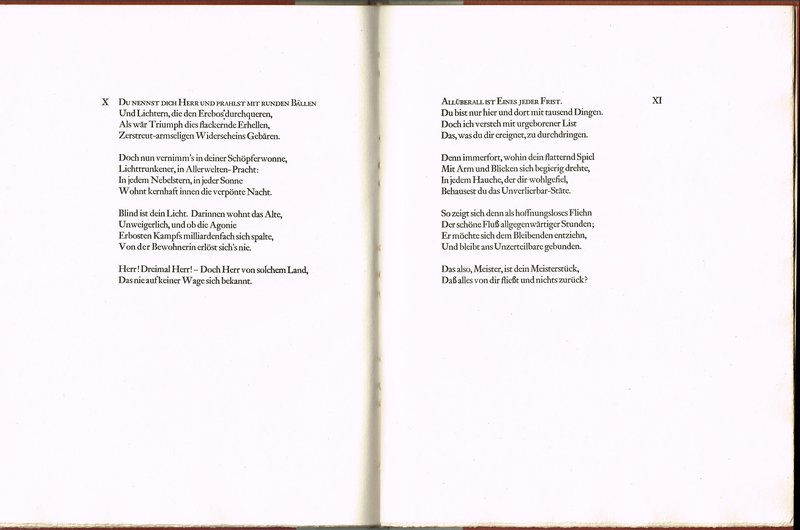 X DU NENNST DICH HERR UND PRAHLST MIT RUNDEN BÄLLEN
Und Lichtern, die den Erebos'durchqueren,
Als wär Triumph dies flackernde Erhellen,
Zerstreut-armseligen Widerscheins Gebären.

Doch nun vernimm's in deiner Schöpferwonne,
Lichttrunkener, in Allerwelten-Pracht:
In jedem Nebelstern, in jeder Sonne
Wohnt kernhaft innen die verpönte Nacht.

Blind ist dein Licht. Darinnen wohnt das Alte,
Unweigerlich, und ob die Agonie
Erbosten Kampfs milliardenfach sich spalte,
Von der Bewohnerin erlöst sich's nie.

Herr! Dreimal Herr! – Doch Herr von solchem Land,
Das nie auf keiner Wage sich bekannt.

ALLÜBERALL IST EINES JEDER FRIST. XI
Du bist nur hier und dort mit tausend Dingen.
Doch ich versteh mit urgeborener List
Das, was du dir ereignet, zu durchdringen.

Denn immerfort, wohin dein flatternd Spiel
Mit Arm und Blicken sich begierig drehte,
In jedem Hauche, der dir wohlgefiel,
Behausest du das Unverlierbar-Stäte.

So zeigt sich denn als hoffnungsloses Fliehn
Der schöne Fluß allgegenwärtiger Stunden;
Er möchte sich dem Bleibenden entziehn,
Und bleibt ans Unzerteilbare gebunden.

Das also, Meister, ist dein Meisterstück,
Daß alles von dir fließt und nichts zurück?